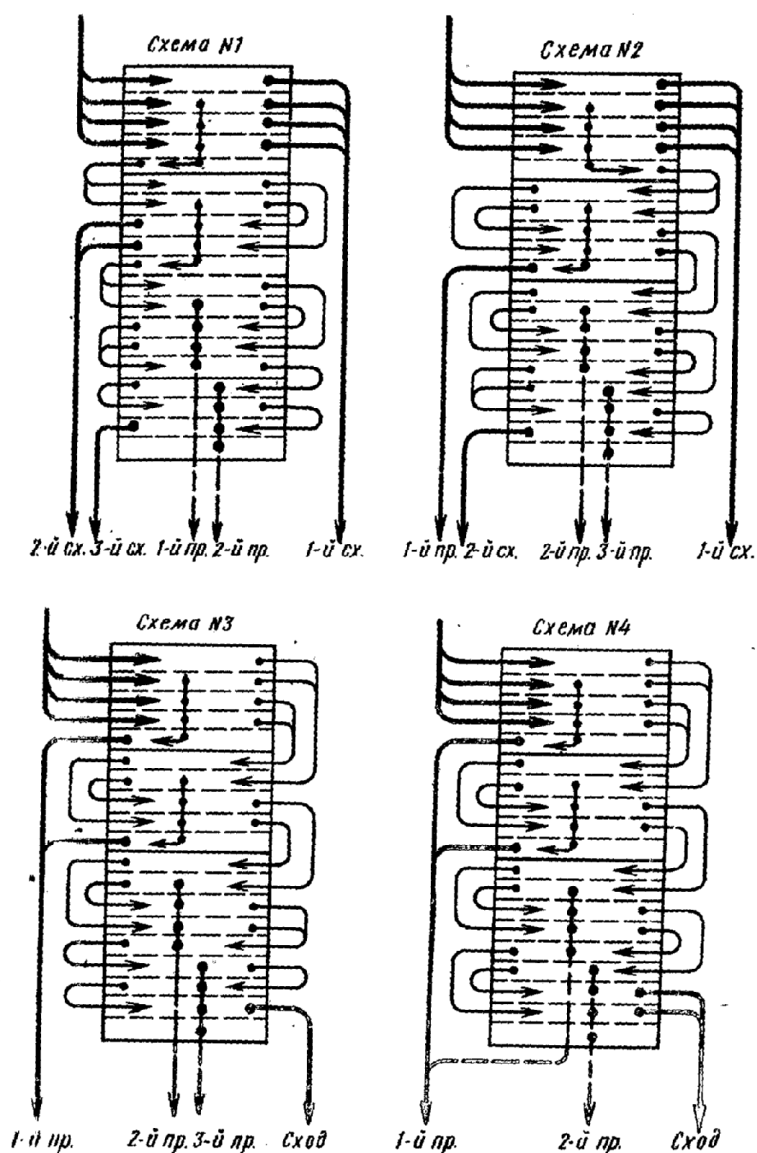 Схема N1
Схема N2
2-й сх. 3-й сх. 1-й пр. 2-й пр. 1-й сх.
1-й пр. 2-й сх. 2-й пр. 3-й пр. 1-й сх.
Схема N3
Схема N4
1-й пр. 2-й пр. 3-й пр. Сход
1-й пр. 2-й пр. Сход